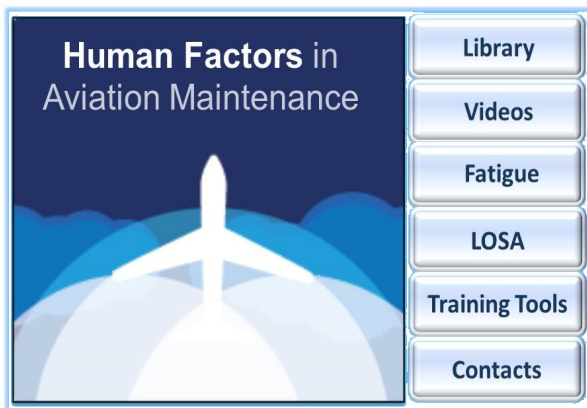 Human Factors in
Aviation Maintenance
Library
Videos
Fatigue
LOSA
Training Tools
Contacts